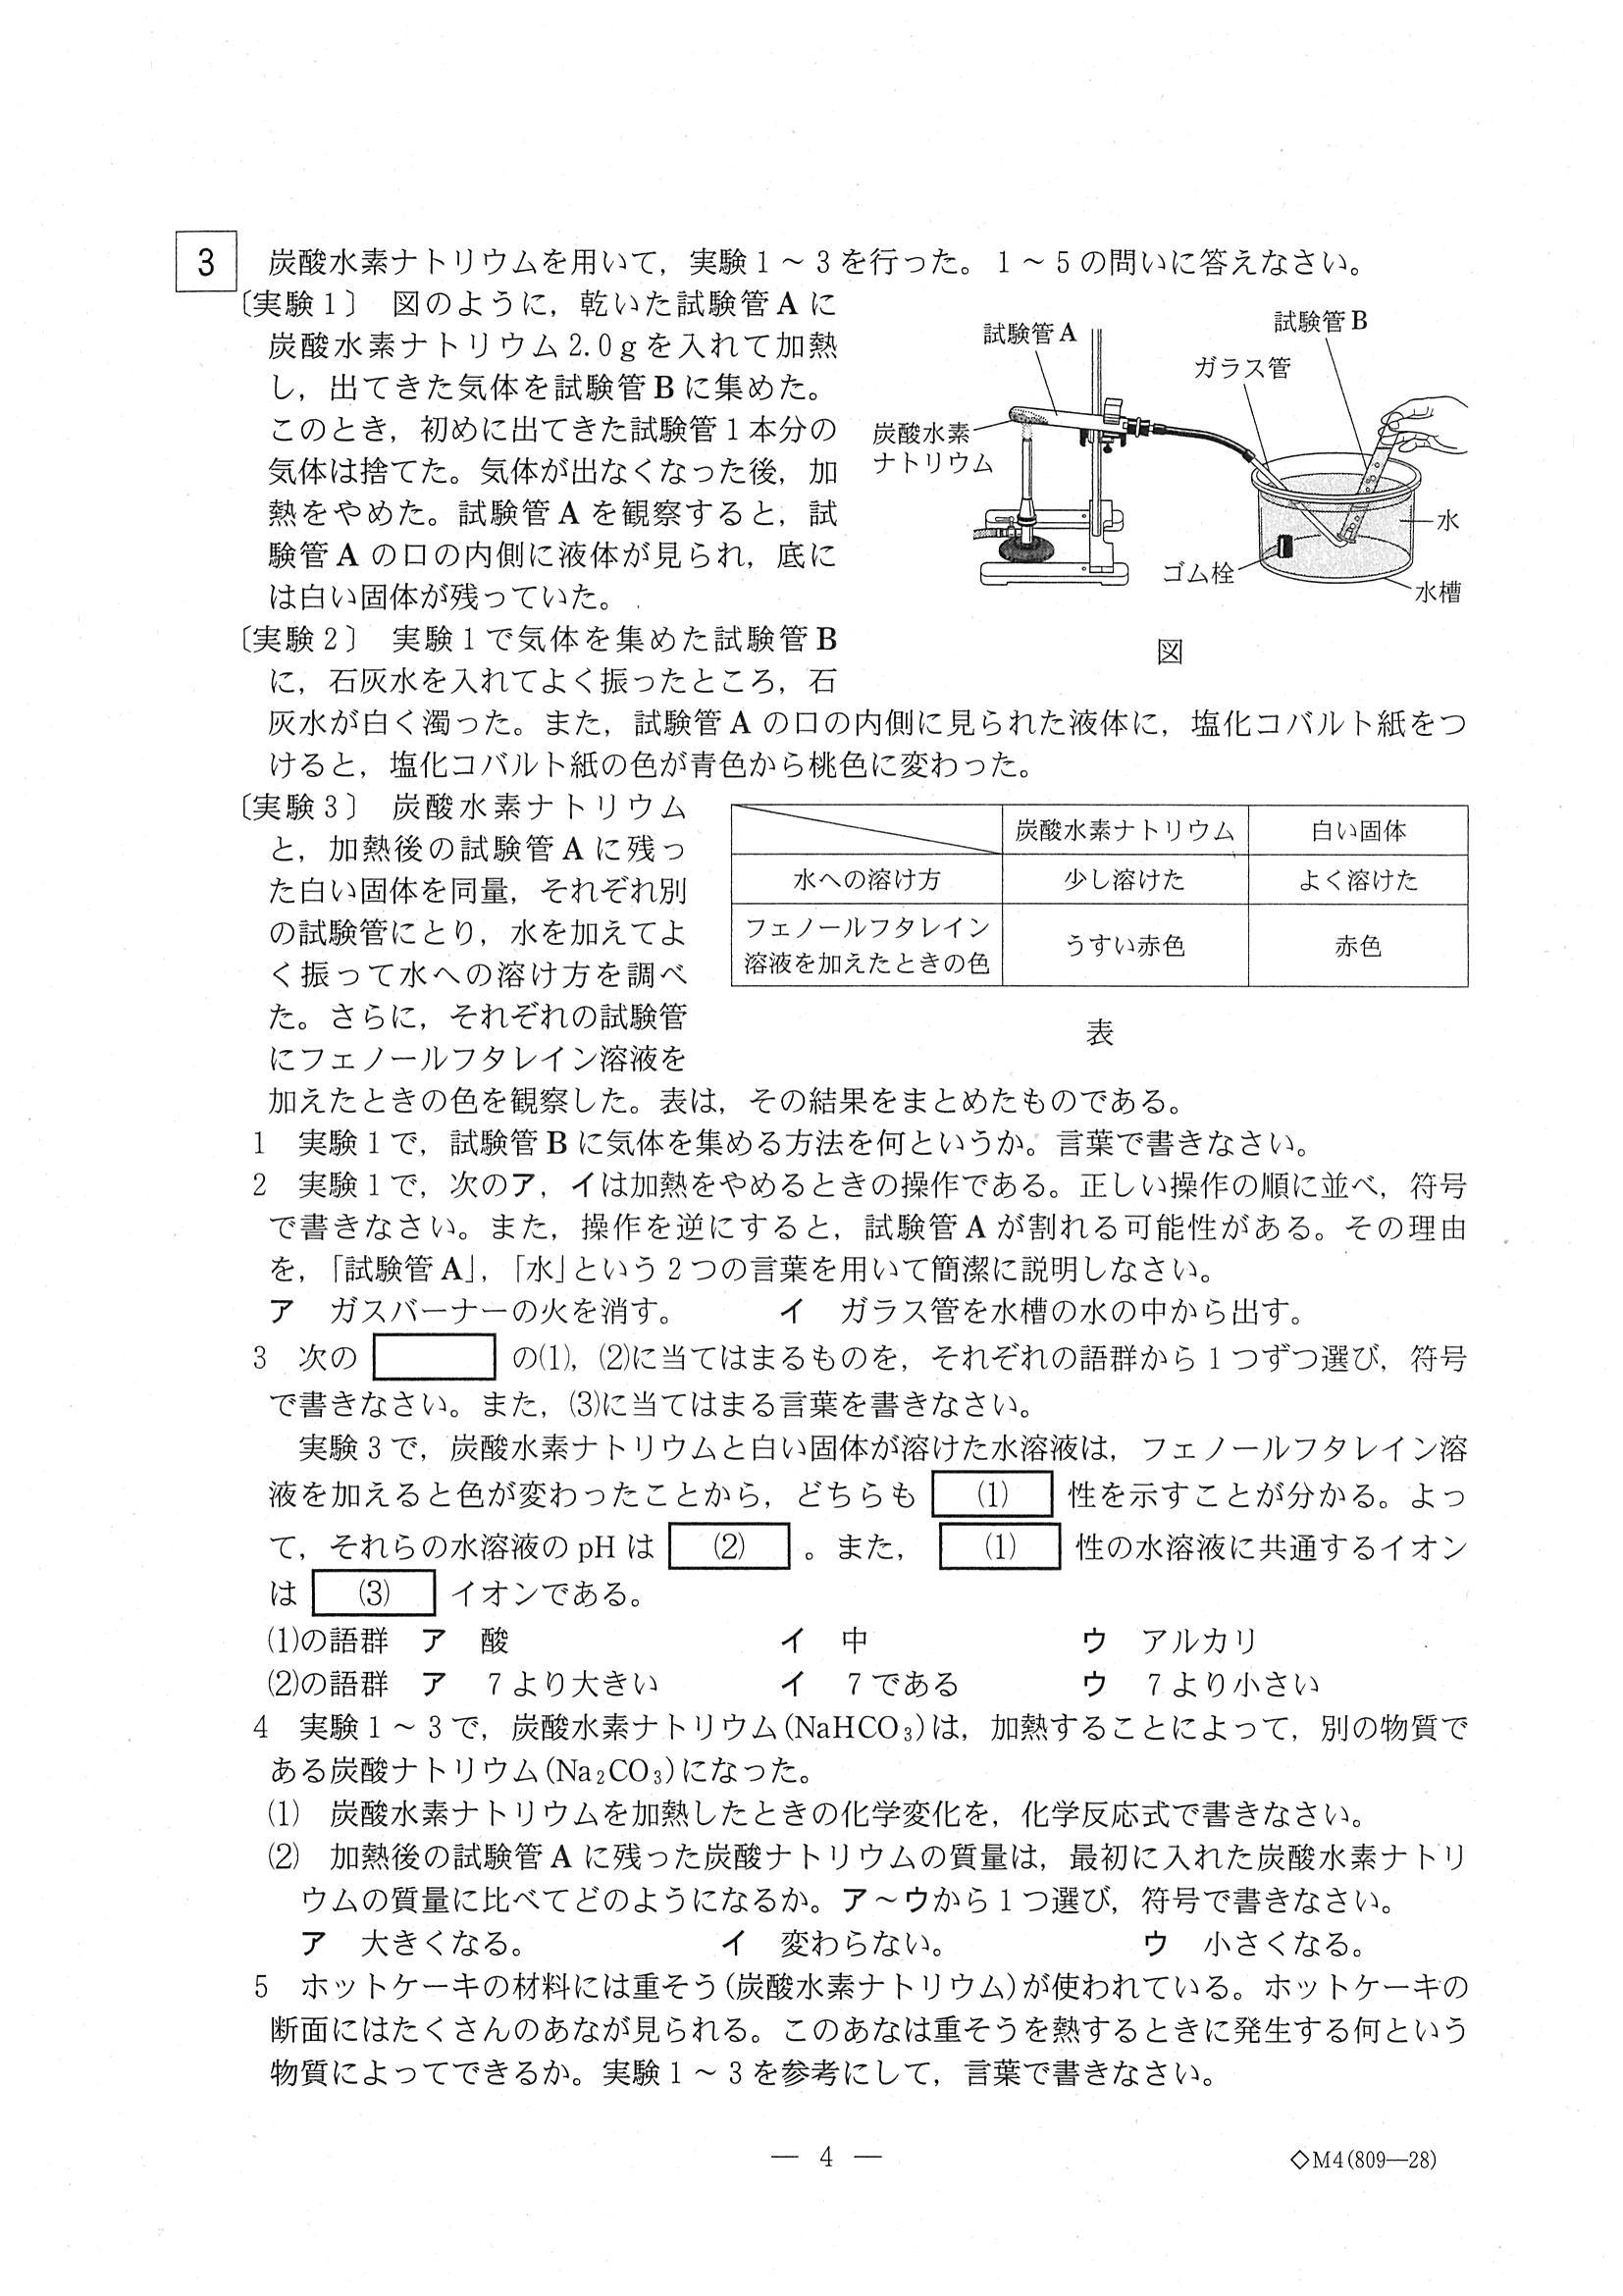 3 炭酸水素ナトリウムを用いて，実験1～3を行った。1～5の問いに答えなさい。
〔実験1〕 図のように，乾いた試験管Aに
炭酸水素ナトリウム2.0gを入れて加熱
し，出てきた気体を試験管Bに集めた。
このとき，初めに出てきた試験管1本分の
気体は捨てた。気体が出なくなった後，加
熱をやめた。試験管Aを観察すると，試
験管Aの口の内側に液体が見られ，底に
は白い固体が残っていた。
試験管A
試験管B
ガラス管
炭酸水素
ナトリウム
水
ゴム栓
水槽
図
〔実験2〕 実験1で気体を集めた試験管B
に，石灰水を入れてよく振ったところ，石
灰水が白く濁った。また，試験管Aの口の内側に見られた液体に，塩化コバルト紙をつ
けると，塩化コバルト紙の色が青色から桃色に変わった。
〔実験3〕 炭酸水素ナトリウム
と，加熱後の試験管Aに残っ
た白い固体を同量，それぞれ別
の試験管にとり，水を加えてよ
く振って水への溶け方を調べ
た。さらに，それぞれの試験管
にフェノールフタレイン溶液を
加えたときの色を観察した。表は，その結果をまとめたものである。
炭酸水素ナトリウム 白い固体
水への溶け方 少し溶けた よく溶けた
フェノールフタレイン
溶液を加えたときの色 うすい赤色 赤色
表
1 実験1で，試験管Bに気体を集める方法を何というか。言葉で書きなさい。
2 実験1で，次のア，イは加熱をやめるときの操作である。正しい操作の順に並べ，符号
で書きなさい。また，操作を逆にすると，試験管Aが割れる可能性がある。その理由
を，「試験管A」，「水」という2つの言葉を用いて簡潔に説明しなさい。
ア ガスバーナーの火を消す。 イ ガラス管を水槽の水の中から出す。
3 次の の(1)，(2)に当てはまるものを，それぞれの語群から1つずつ選び，符号
で書きなさい。また，(3)に当てはまる言葉を書きなさい。
実験3で，炭酸水素ナトリウムと白い固体が溶けた水溶液は，フェノールフタレイン溶
液を加えると色が変わったことから，どちらも (1) 性を示すことが分かる。よっ
て，それらの水溶液のpHは (2) 。また， (1) 性の水溶液に共通するイオン
は (3) イオンである。
(1)の語群 ア 酸 イ 中 ウ アルカリ
(2)の語群 ア 7より大きい イ 7である ウ 7より小さい
4 実験1～3で，炭酸水素ナトリウム(NaHCO₃)は，加熱することによって，別の物質で
ある炭酸ナトリウム(Na₂CO₃)になった。
(1) 炭酸水素ナトリウムを加熱したときの化学変化を，化学反応式で書きなさい。
(2) 加熱後の試験管Aに残った炭酸ナトリウムの質量は，最初に入れた炭酸水素ナトリ
ウムの質量に比べてどのようになるか。ア～ウから1つ選び，符号で書きなさい。
ア 大きくなる。 イ 変わらない。 ウ 小さくなる。
5 ホットケーキの材料には重そう(炭酸水素ナトリウム)が使われている。ホットケーキの
断面にはたくさんのあなが見られる。このあなは重そうを熱するときに発生する何という
物質によってできるか。実験1～3を参考にして，言葉で書きなさい。
― 4 ―
◇M4(809―28)